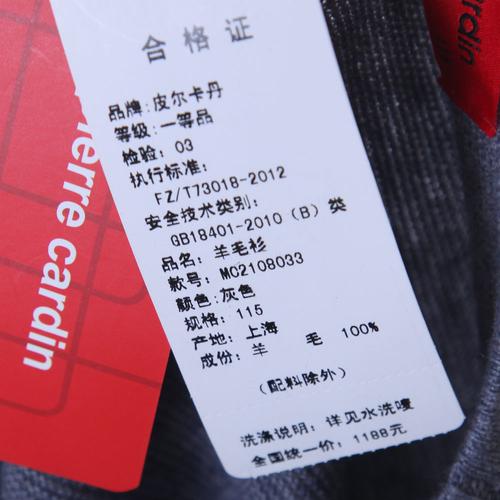 合格证
品牌:皮尔卡丹
等级:一等品
检验: 03
执行标准:
FZ/T73018-2012
安全技术类别:
GB18401-2010（B）类
品名: 羊毛衫
款号: MC2108033
颜色:灰色
规格: 115
产地: 上海
成份: 羊 毛 100%
（配料除外）
洗涤说明: 详见水洗唛
全国统一价: 1188元
pierre cardin
cardin